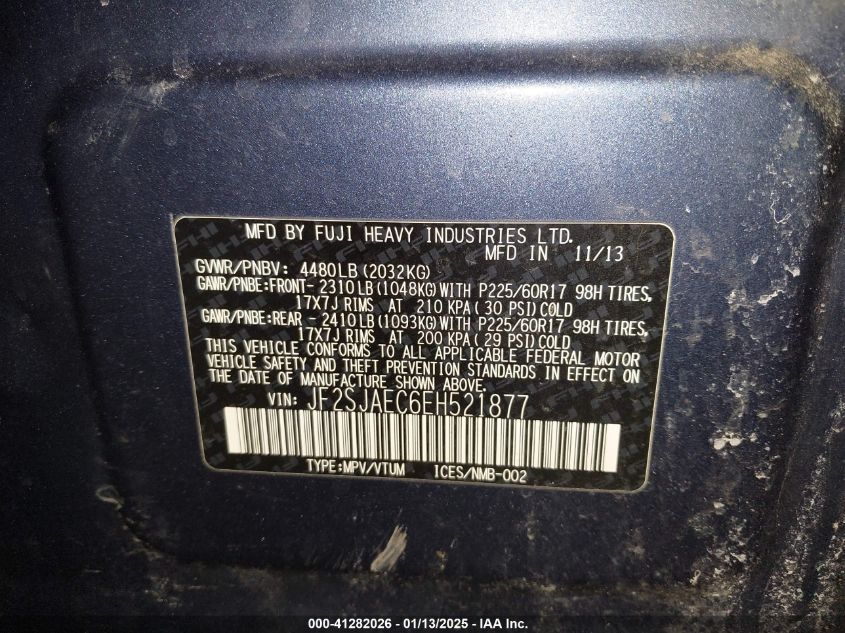 MFD BY FUJI HEAVY INDUSTRIES LTD.
MFD IN 11/13
GVWR/PNBV: 4480LB(2032KG)
GAWR/PNBE:FRONT- 2310LB(1048KG)WITH P225/60R17 98H TIRES,
17X7J RIMS AT 210 KPA(30 PSI)COLD
GAWR/PNBE:REAR - 2410LB(1093KG)WITH P225/60R17 98H TIRES,
17X7J RIMS AT 200 KPA(29 PSI)COLD
THIS VEHICLE CONFORMS TO ALL APPLICABLE FEDERAL MOTOR
VEHICLE SAFETY AND THEFT PREVENTION STANDARDS IN EFFECT ON
THE DATE OF MANUFACTURE SHOWN ABOVE.
VIN: JF2SJAEC6EH521877
TYPE:MPV/VTUM ICES/NMB-002
000-41282026 - 01/13/2025 - IAA Inc.